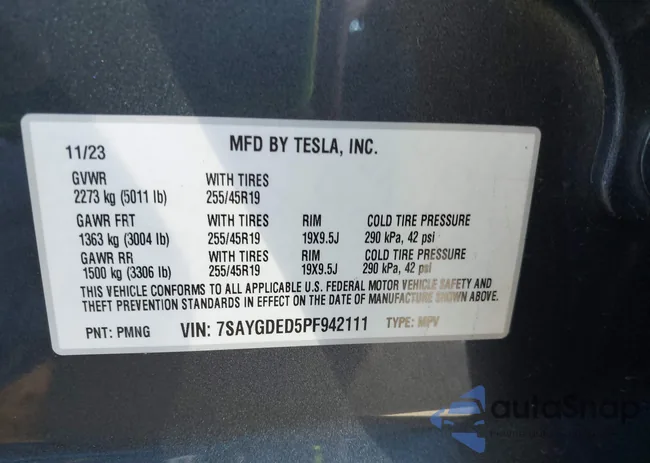 11/23 MFD BY TESLA, INC.
GVWR WITH TIRES
2273 kg (5011 lb) 255/45R19
GAWR FRT WITH TIRES RIM COLD TIRE PRESSURE
1363 kg (3004 lb) 255/45R19 19X9.5J 290 kPa, 42 psi
GAWR RR WITH TIRES RIM COLD TIRE PRESSURE
1500 kg (3306 lb) 255/45R19 19X9.5J 290 kPa, 42 psi
THIS VEHICLE CONFORMS TO ALL APPLICABLE U.S. FEDERAL MOTOR VEHICLE SAFETY AND
THEFT PREVENTION STANDARDS IN EFFECT ON THE DATE OF MANUFACTURE SHOWN ABOVE.
PNT: PMNG VIN: 7SAYGDED5PF942111 TYPE: MPV
autoSnap